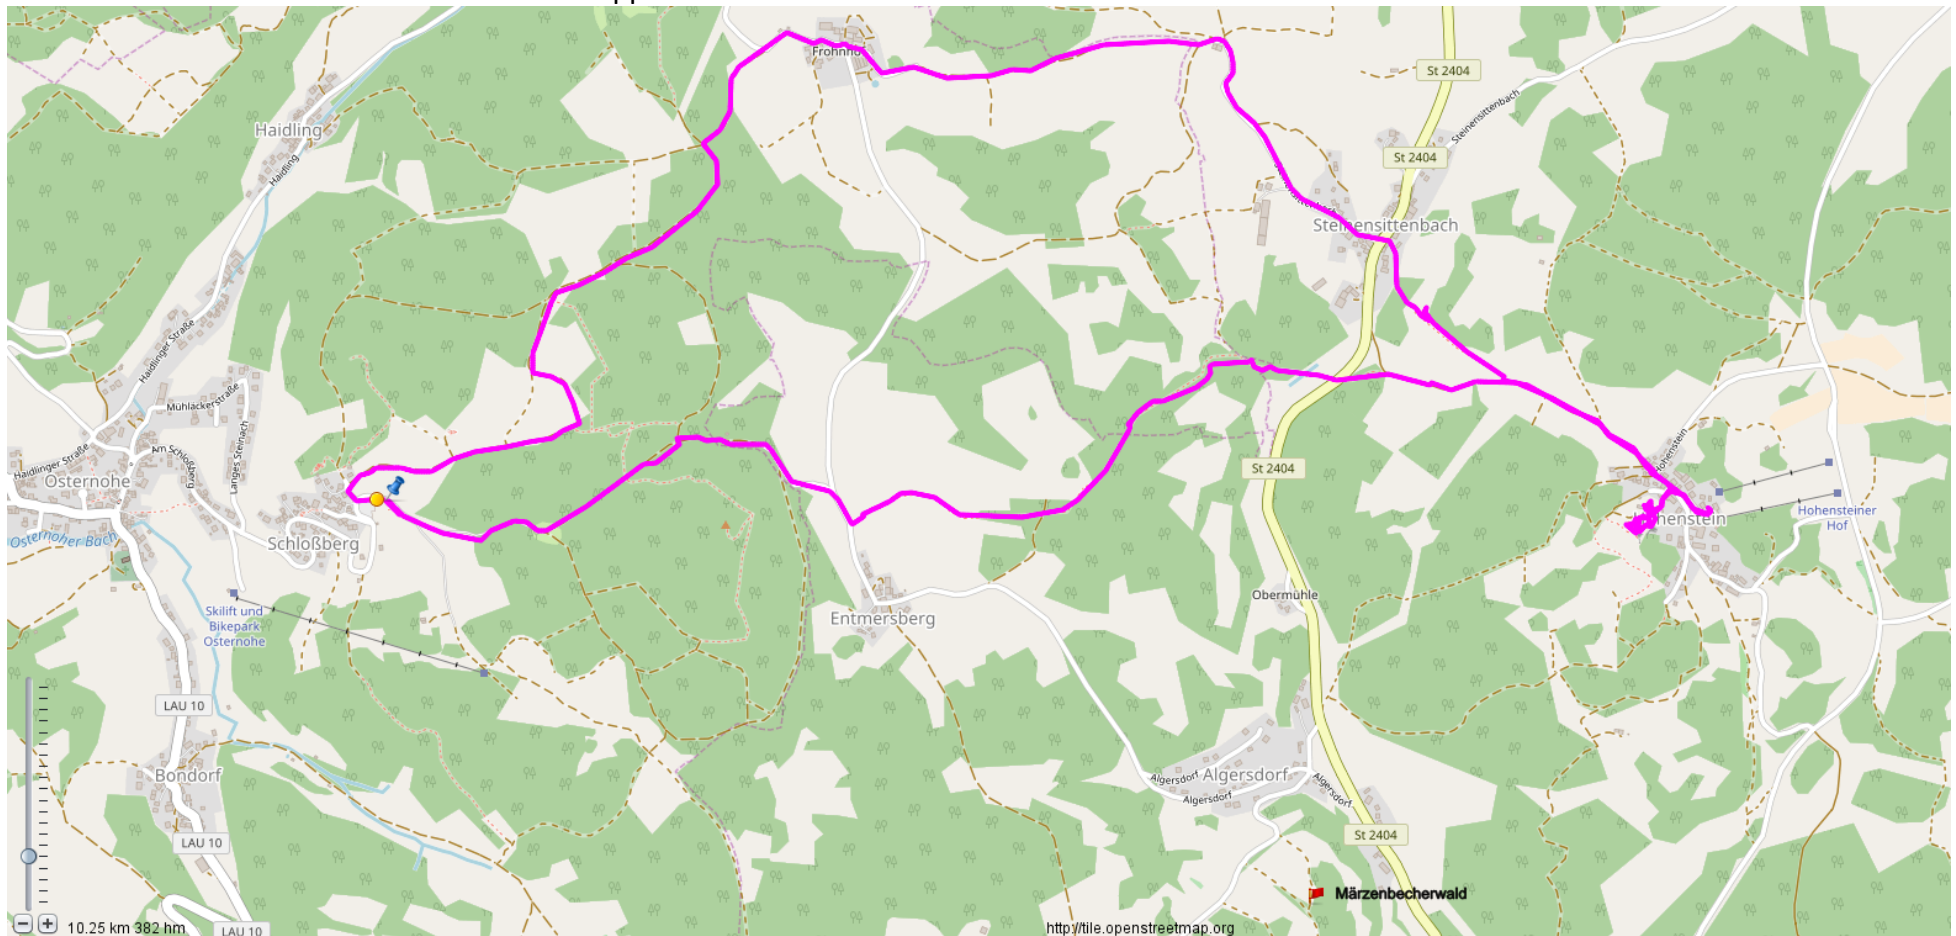 Frohnhof
St 2404
Steinensittenbach
Haidling
St 2404
Haidling
Steinensittenbach
Haidlinger Straße
Mühläckerstraße
Hohenstein
Am Schloßberg
Langes Steinach
Haidlinger Straße
St 2404
Osternohe
Hohensteiner
Hof
Osternoher Bach
Schloßberg
Obermühle
Skilift und
Bikepark
Osternohe
Entmersberg
LAU 10
Bondorf
Algersdorf
Algersdorf
Algersdorf
Algersdorf
St 2404
LAU 10
Märzenbecherwald
10.25 km 382 hm
LAU 10
http://tile.openstreetmap.org